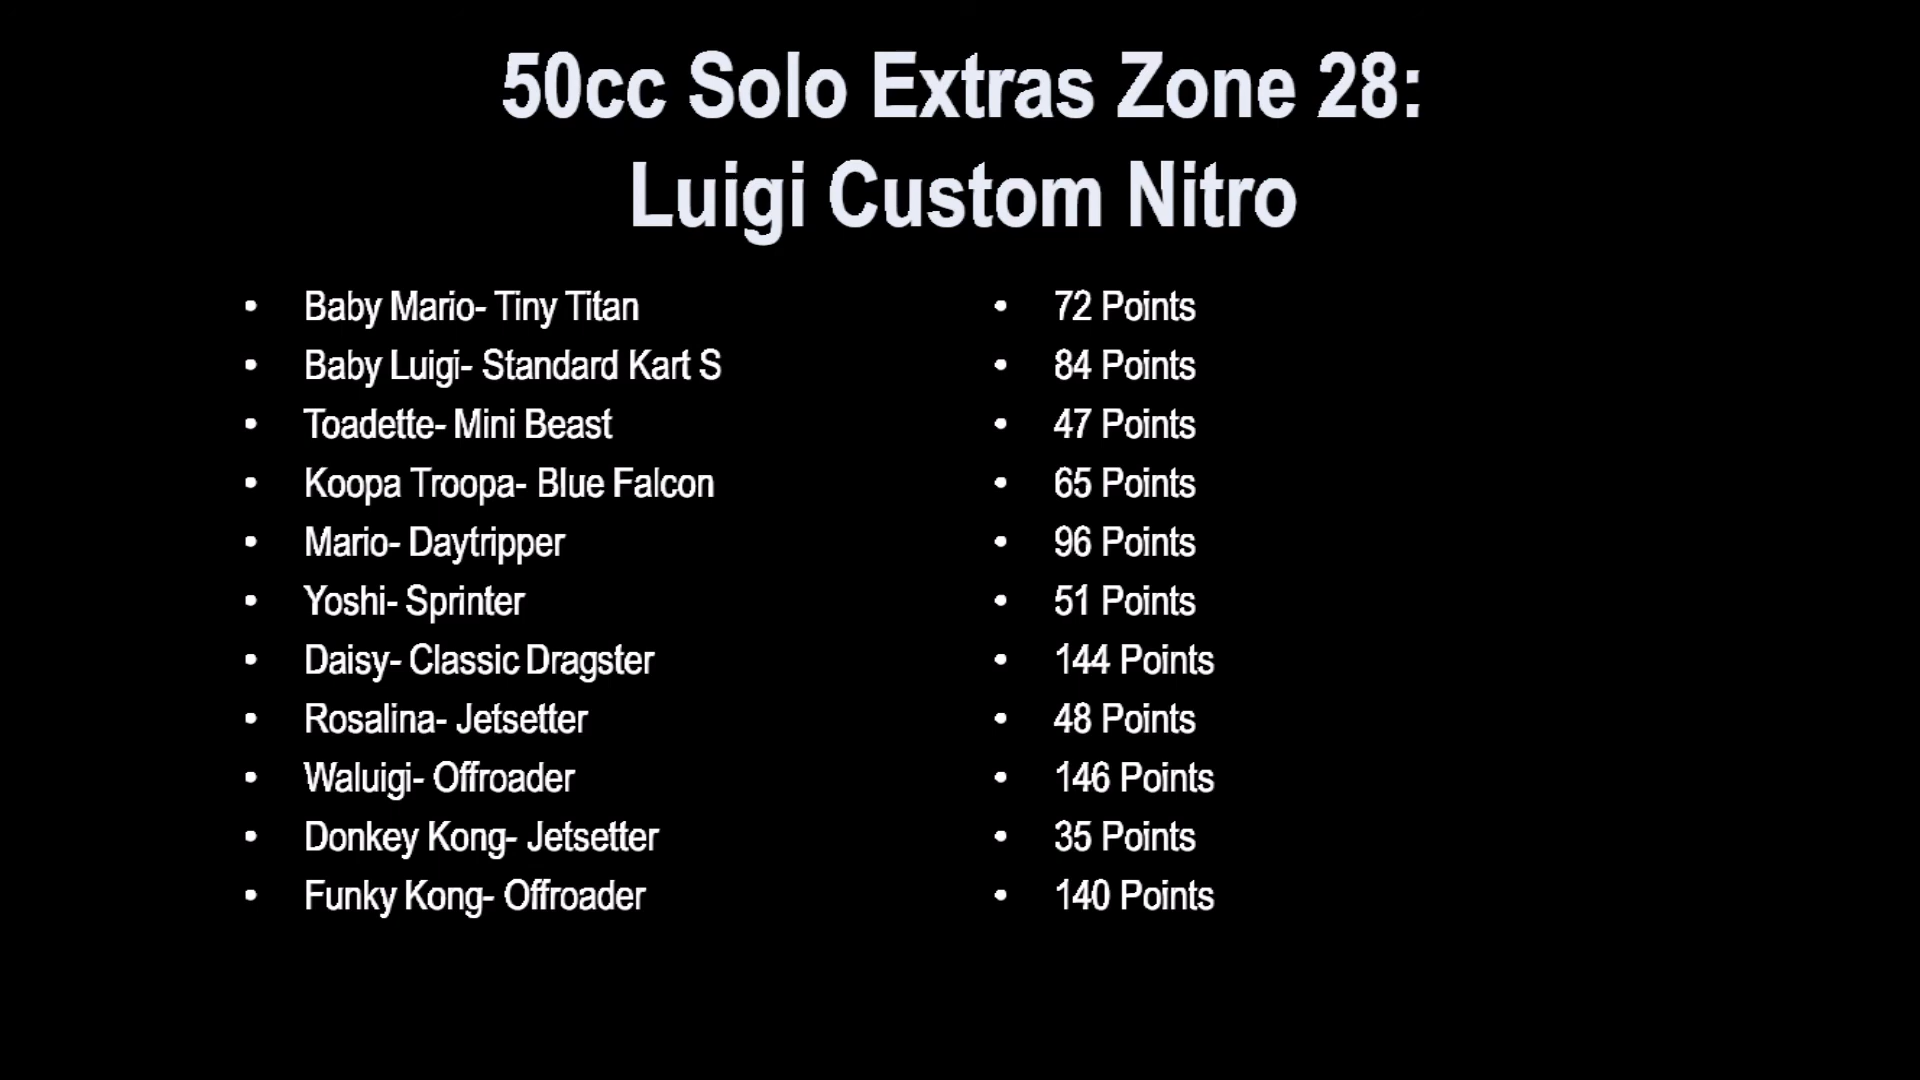 50cc Solo Extras Zone 28:
Luigi Custom Nitro
• Baby Mario- Tiny Titan
• Baby Luigi- Standard Kart S
• Toadette- Mini Beast
• Koopa Troopa- Blue Falcon
• Mario- Daytripper
• Yoshi- Sprinter
• Daisy- Classic Dragster
• Rosalina- Jetsetter
• Waluigi- Offroader
• Donkey Kong- Jetsetter
• Funky Kong- Offroader
• 72 Points
• 84 Points
• 47 Points
• 65 Points
• 96 Points
• 51 Points
• 144 Points
• 48 Points
• 146 Points
• 35 Points
• 140 Points